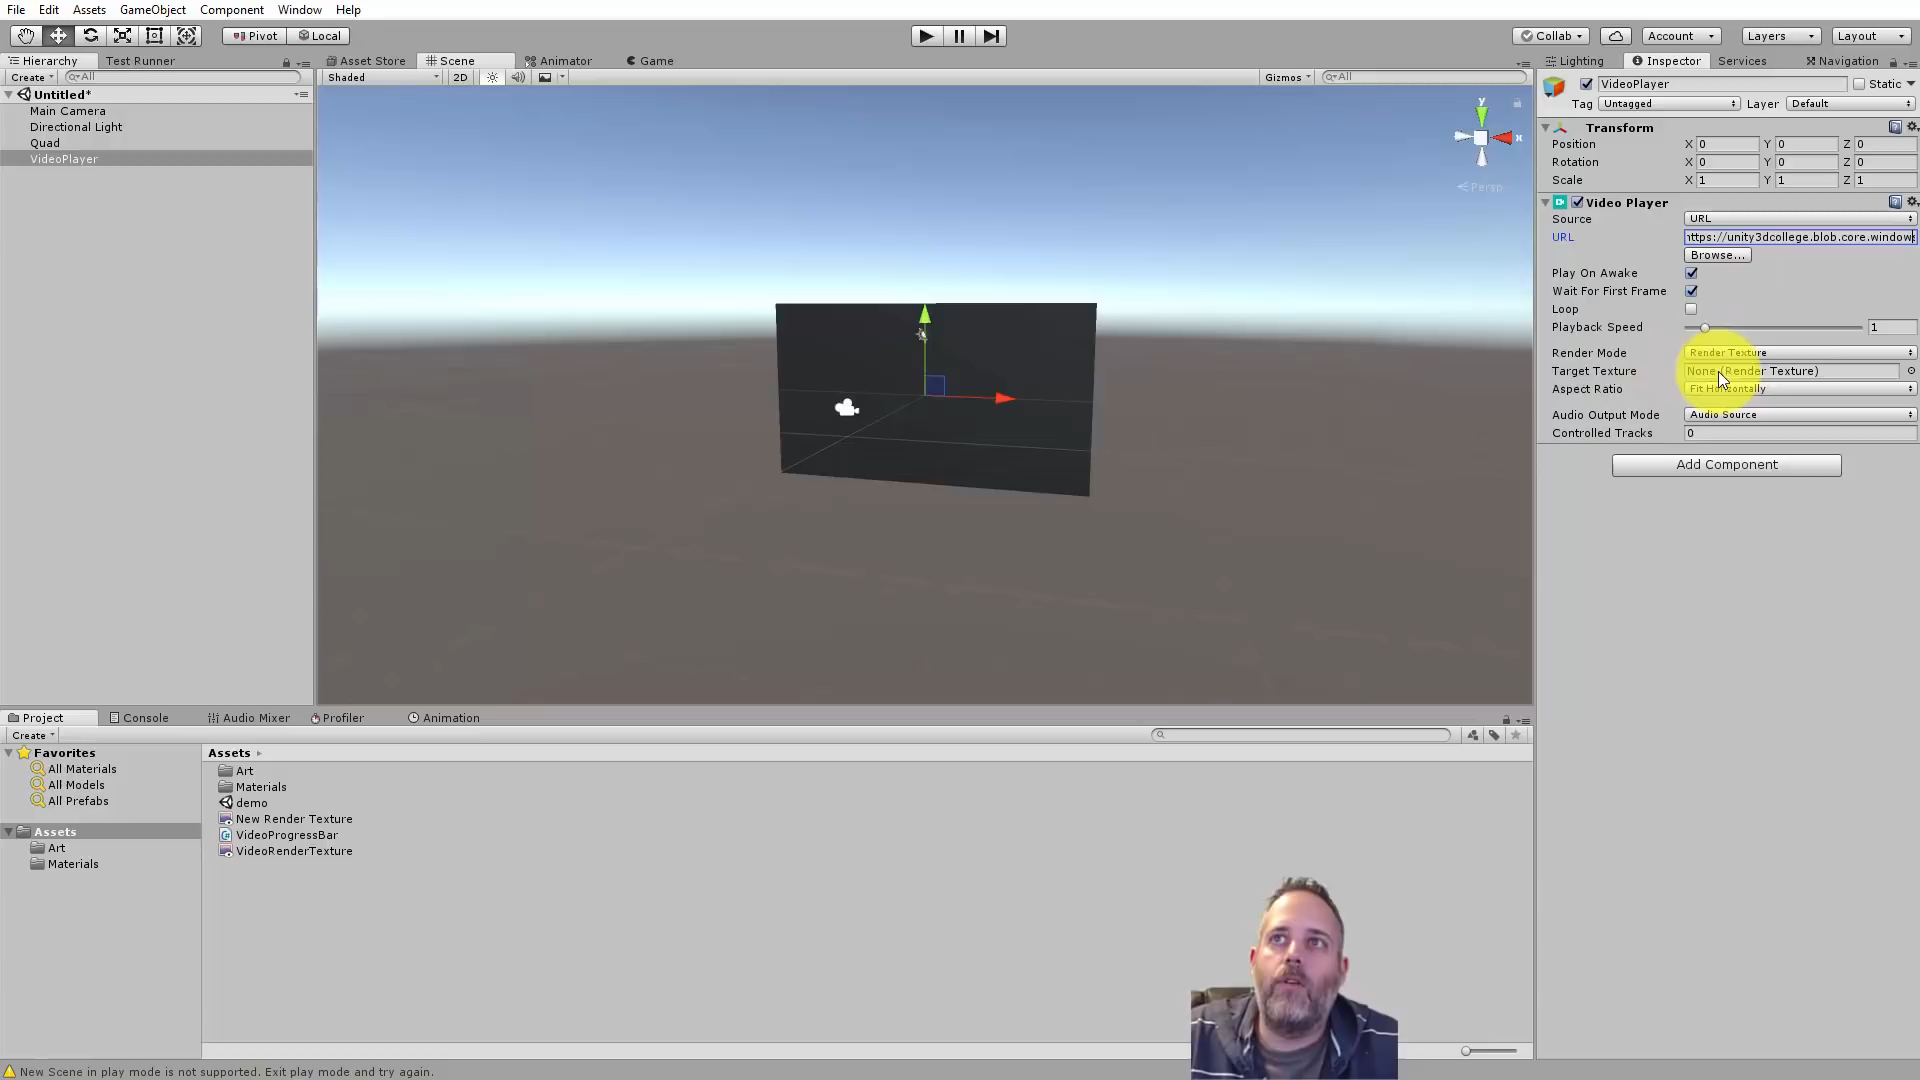 File Edit Assets GameObject Component Window Help
Pivot Local Collab Account Layers Layout
Hierarchy Test Runner Asset Store Scene Animator Game Lighting Inspector Services Navigation
Create All Shaded 2D Gizmos All
VideoPlayer Static
Untitled*
Tag Untagged Layer Default
Main Camera
Directional Light
Quad
VideoPlayer
y
x
Persp
Transform
Position X 0 Y 0 Z 0
Rotation X 0 Y 0 Z 0
Scale X 1 Y 1 Z 1
Video Player
Source URL
URL https://unity3dcollege.blob.core.windows
Browse...
Play On Awake
Wait For First Frame
Loop
Playback Speed 1
Render Mode Render Texture
Target Texture None (Render Texture)
Aspect Ratio Fit Horizontally
Audio Output Mode Audio Source
Controlled Tracks 0
Add Component
Project Console Audio Mixer Profiler Animation
Create
Favorites
All Materials
All Models
All Prefabs
Assets
Art
Materials
Assets
Art
Materials
demo
New Render Texture
VideoProgressBar
VideoRenderTexture
New Scene in play mode is not supported. Exit play mode and try again.